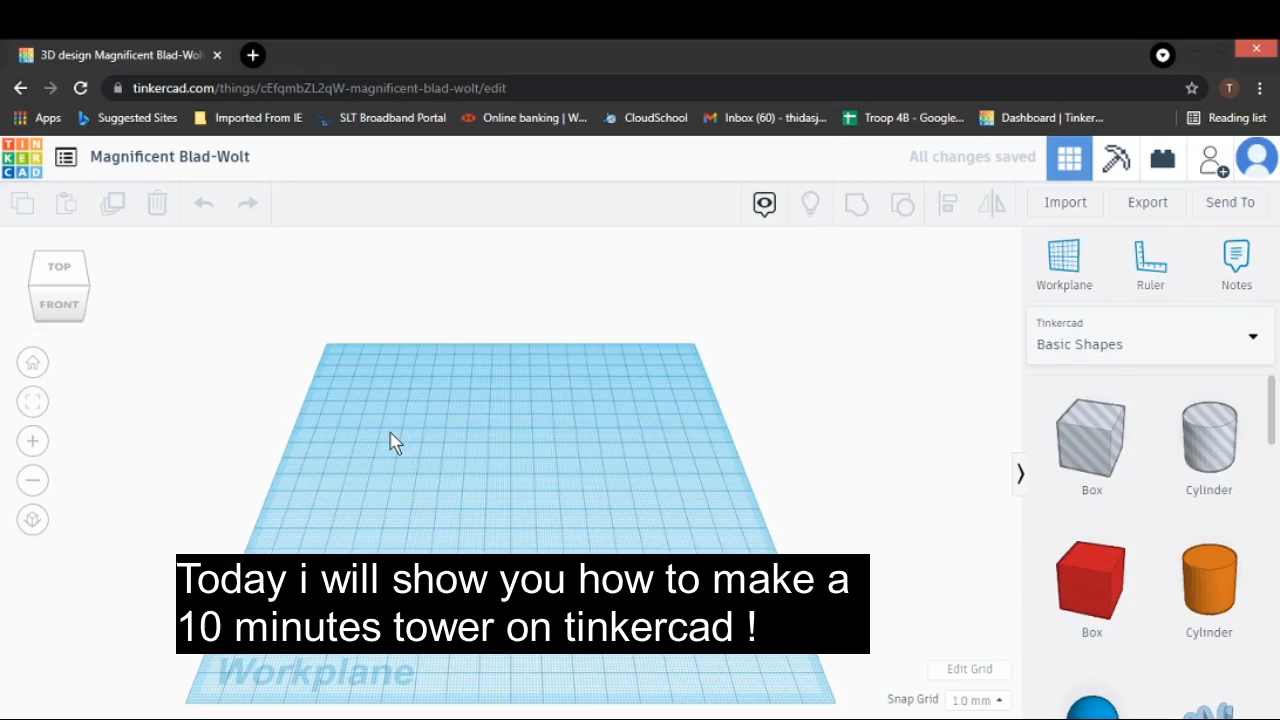 3D design Magnificent Blad-Wol
tinkercad.com/things/cEfqmbZL2qW-magnificent-blad-wolt/edit
T
Apps
Suggested Sites
Imported From IE
SLT Broadband Portal
Online banking | W...
CloudSchool
Inbox (60) - thidasj...
Troop 4B - Google...
Dashboard | Tinker...
Reading list
TIN
KER
CAD
Magnificent Blad-Wolt
All changes saved
Import
Export
Send To
TOP
FRONT
Workplane
Ruler
Notes
Tinkercad
Basic Shapes
Box
Cylinder
Box
Cylinder
Today i will show you how to make a
10 minutes tower on tinkercad !
Workplane
Edit Grid
Snap Grid
1.0 mm